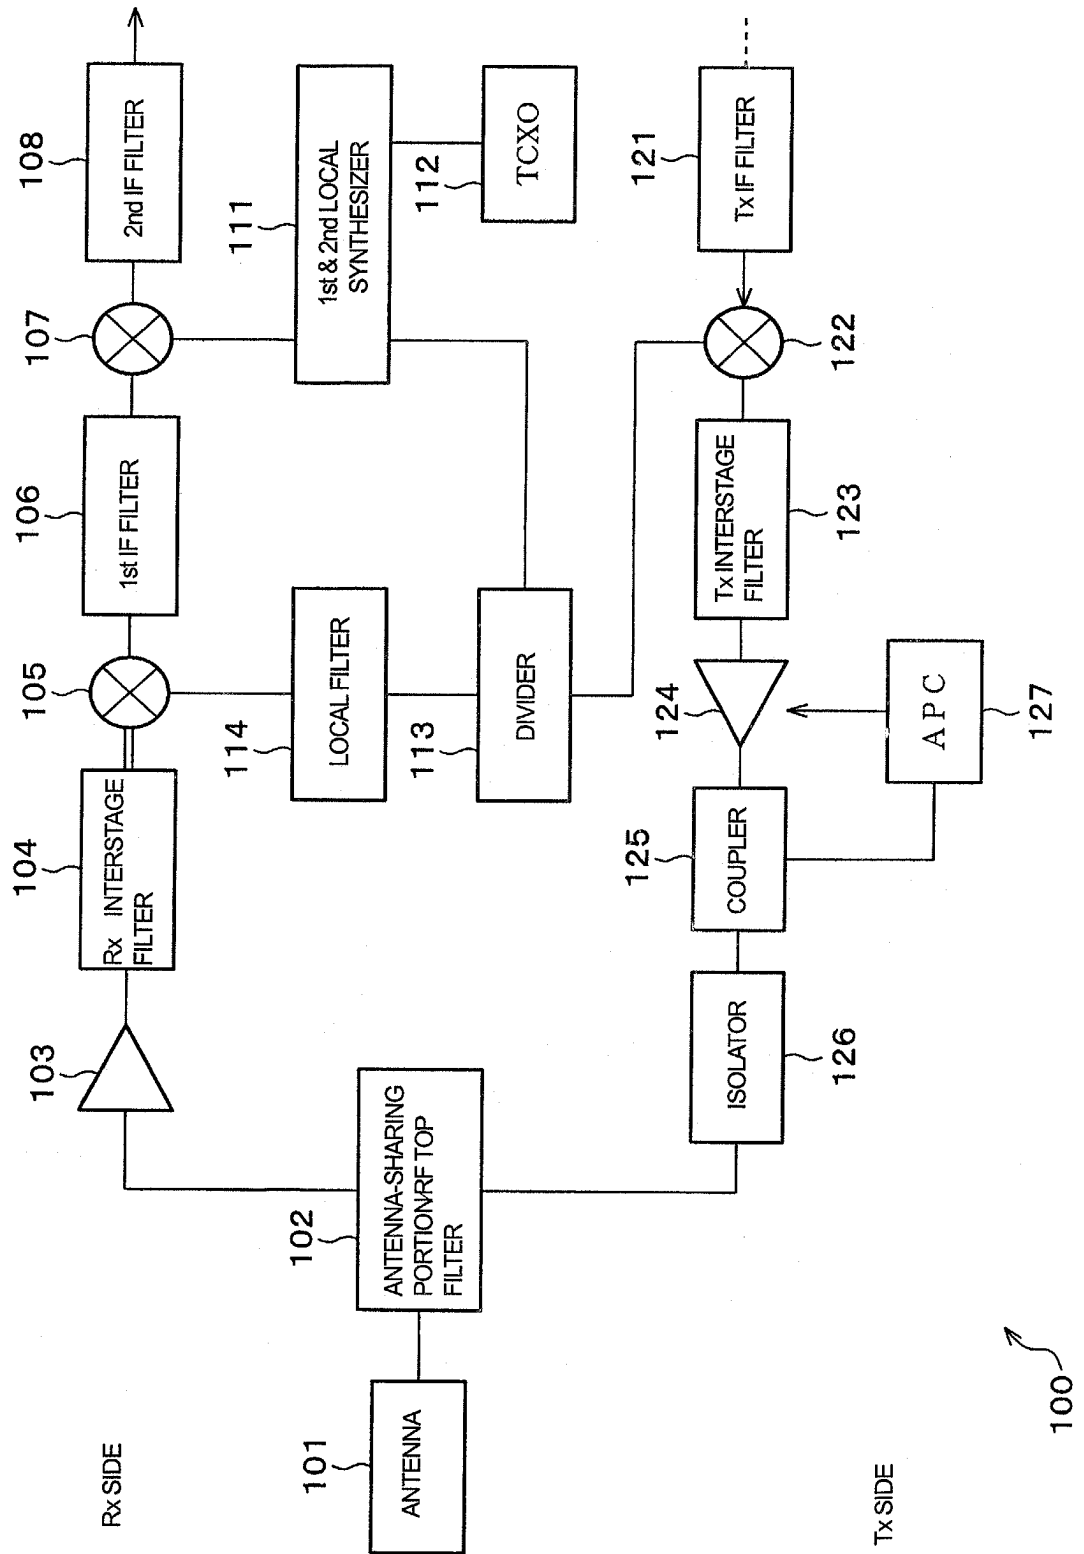 Rx SIDE
101
ANTENNA
102
ANTENNA-SHARING
PORTION/RF TOP
FILTER
103
104
Rx INTERSTAGE
FILTER
105
106
1st IF FILTER
107
108
2nd IF FILTER
111
1st & 2nd LOCAL
SYNTHESIZER
112
TCXO
113
DIVIDER
114
LOCAL FILTER
121
Tx IF FILTER
122
123
Tx INTERSTAGE
FILTER
124
125
COUPLER
126
ISOLATOR
127
APC
Tx SIDE
100